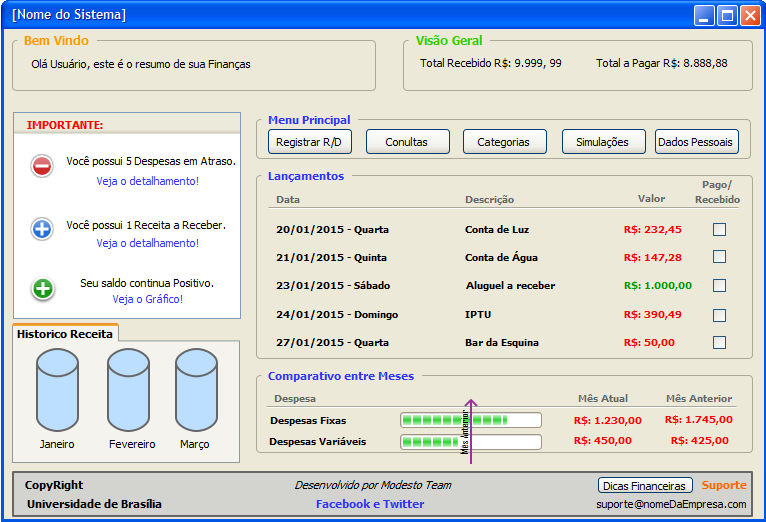 [Nome do Sistema]
Bem Vindo
Olá Usuário, este é o resumo de sua Finanças
Visão Geral
Total Recebido R$: 9.999, 99 Total a Pagar R$: 8.888,88
IMPORTANTE:
Você possui 5 Despesas em Atraso.
Veja o detalhamento!
Você possui 1 Receita a Receber.
Veja o detalhamento!
Seu saldo continua Positivo.
Veja o Gráfico!
Historico Receita
Janeiro Fevereiro Março
Menu Principal
Registrar R/D Conultas Categorias Simulações Dados Pessoais
Lançamentos
Data Descrição Valor Pago/
Recebido
20/01/2015 - Quarta Conta de Luz R$: 232,45
21/01/2015 - Quinta Conta de Água R$: 147,28
23/01/2015 - Sábado Aluguel a receber R$: 1.000,00
24/01/2015 - Domingo IPTU R$: 390,49
27/01/2015 - Quarta Bar da Esquina R$: 50,00
Comparativo entre Meses
Despesa Mês Atual Mês Anterior
Despesas Fixas R$: 1.230,00 R$: 1.745,00
Despesas Variáveis R$: 450,00 R$: 425,00
Mes Anterior
CopyRight Desenvolvido por Modesto Team Dicas Financeiras Suporte
Universidade de Brasília Facebook e Twitter suporte@nomeDaEmpresa.com